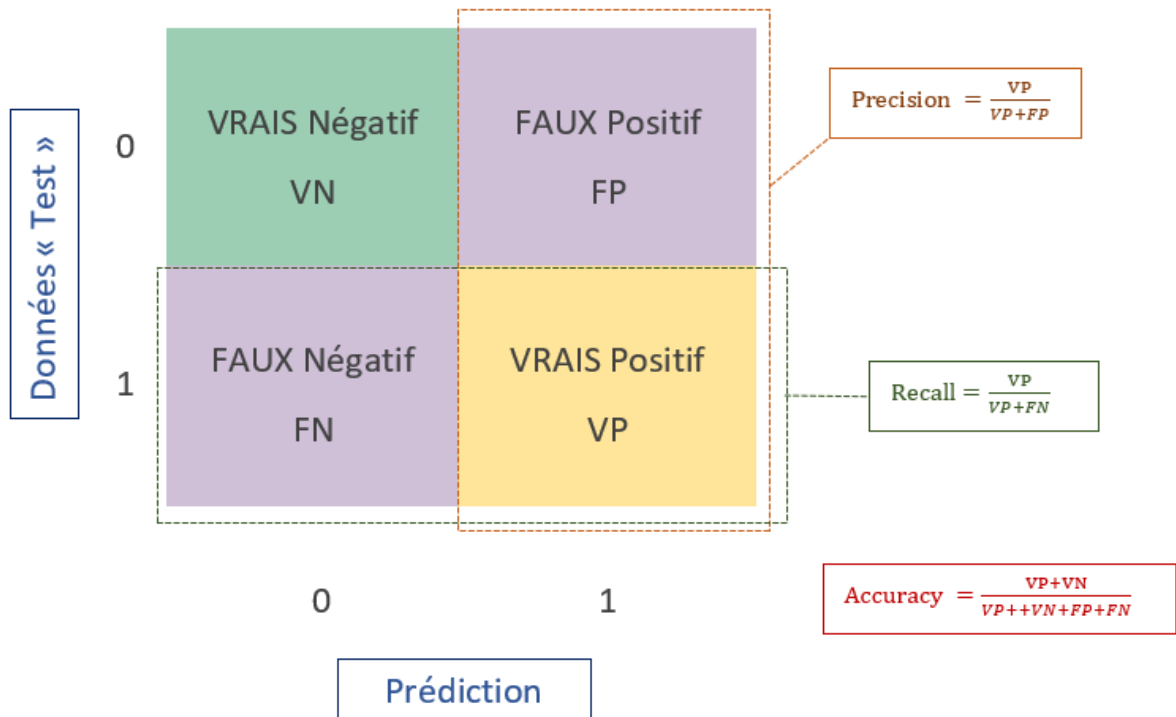 Données « Test »
0
VRAIS Négatif
VN
FAUX Positif
FP
Precision = VP / VP+FP
1
FAUX Négatif
FN
VRAIS Positif
VP
Recall = VP / VP+FN
0
1
Accuracy = VP+VN / VP++VN+FP+FN
Prédiction